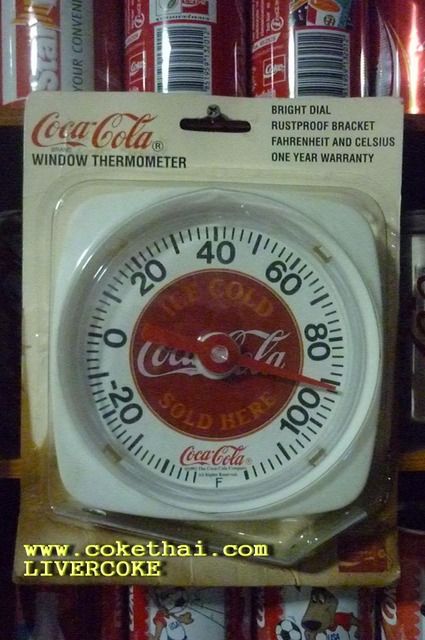 Coca-Cola®
BRAND
WINDOW THERMOMETER
BRIGHT DIAL
RUSTPROOF BRACKET
FAHRENHEIT AND CELSIUS
ONE YEAR WARRANTY
-20
0
20
40
60
80
100
ICE COLD
Coca-Cola
SOLD HERE
Coca-Cola®
F
www.cokethai.com
LIVERCOKE